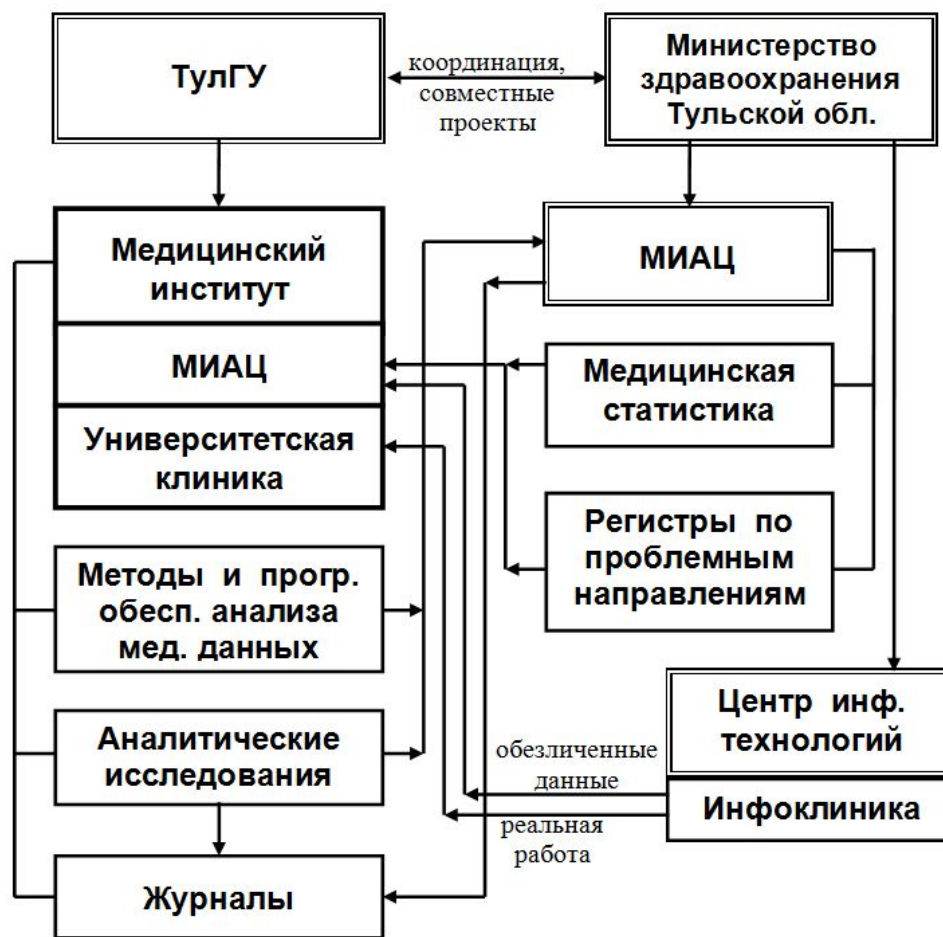 ТулГУ
координация,
совместные
проекты
Министерство
здравоохранения
Тульской обл.
Медицинский
институт
МИАЦ
Университетская
клиника
МИАЦ
Медицинская
статистика
Регистры по
проблемным
направлениям
Методы и прогр.
обесп. анализа
мед. данных
Аналитические
исследования
Журналы
Центр инф.
технологий
Инфоклиника
обезличенные
данные
реальная
работа